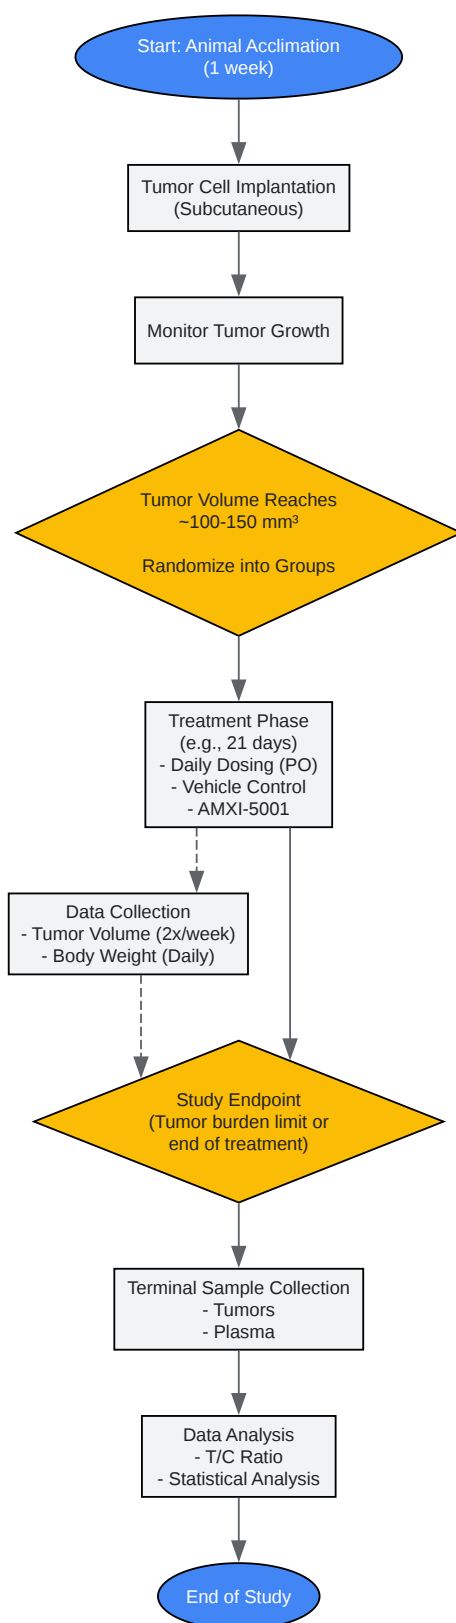 Start: Animal Acclimation
(1 week)
Tumor Cell Implantation
(Subcutaneous)
Monitor Tumor Growth
Tumor Volume Reaches
~100-150 mm³
Randomize into Groups
Treatment Phase
(e.g., 21 days)
- Daily Dosing (PO)
- Vehicle Control
- AMXI-5001
Data Collection
- Tumor Volume (2x/week)
- Body Weight (Daily)
Study Endpoint
(Tumor burden limit or
end of treatment)
Terminal Sample Collection
- Tumors
- Plasma
Data Analysis
- T/C Ratio
- Statistical Analysis
End of Study